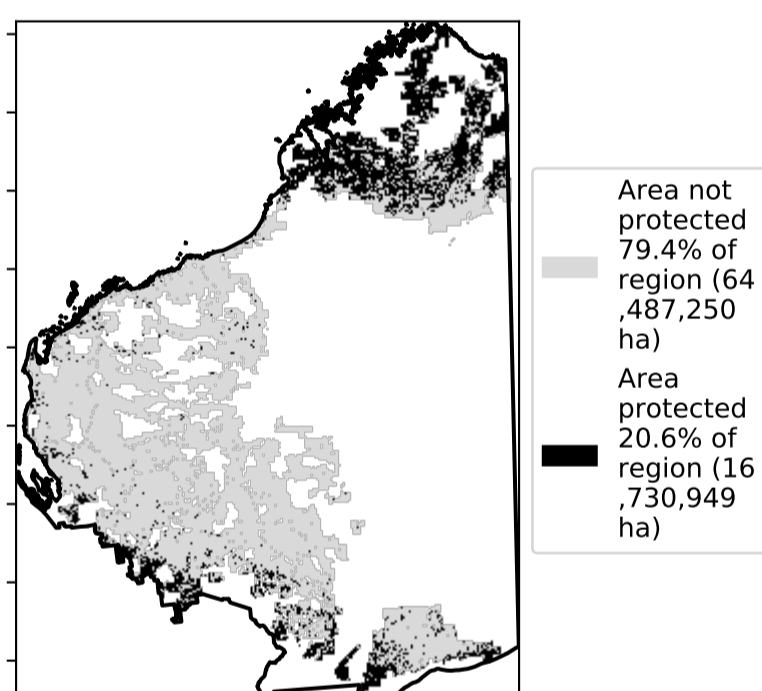 Area not
protected
79.4% of
region (64
,487,250
ha)
Area
protected
20.6% of
region (16
,730,949
ha)